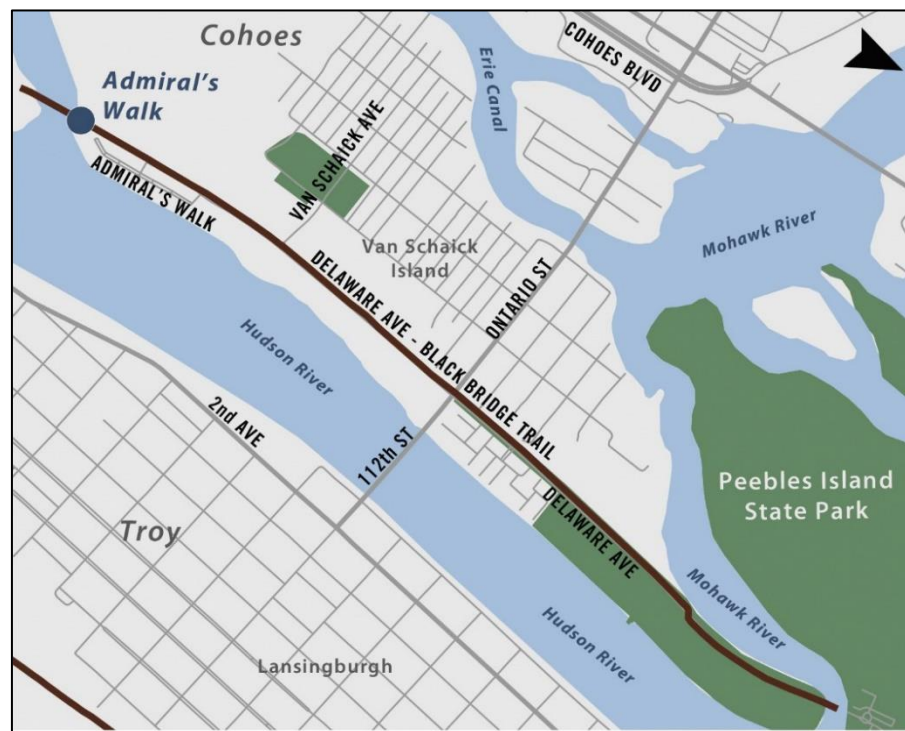 Cohoes
Admiral's
Walk
ADMIRAL'S WALK
VAN SCHAICK AVE
Erie Canal
COHOES BLVD
Van Schaick
Island
ONTARIO ST
Mohawk River
DELAWARE AVE - BLACK BRIDGE TRAIL
Hudson River
2nd AVE
112th ST
Peebles Island
State Park
DELAWARE AVE
Troy
Mohawk River
Hudson River
Lansingburgh